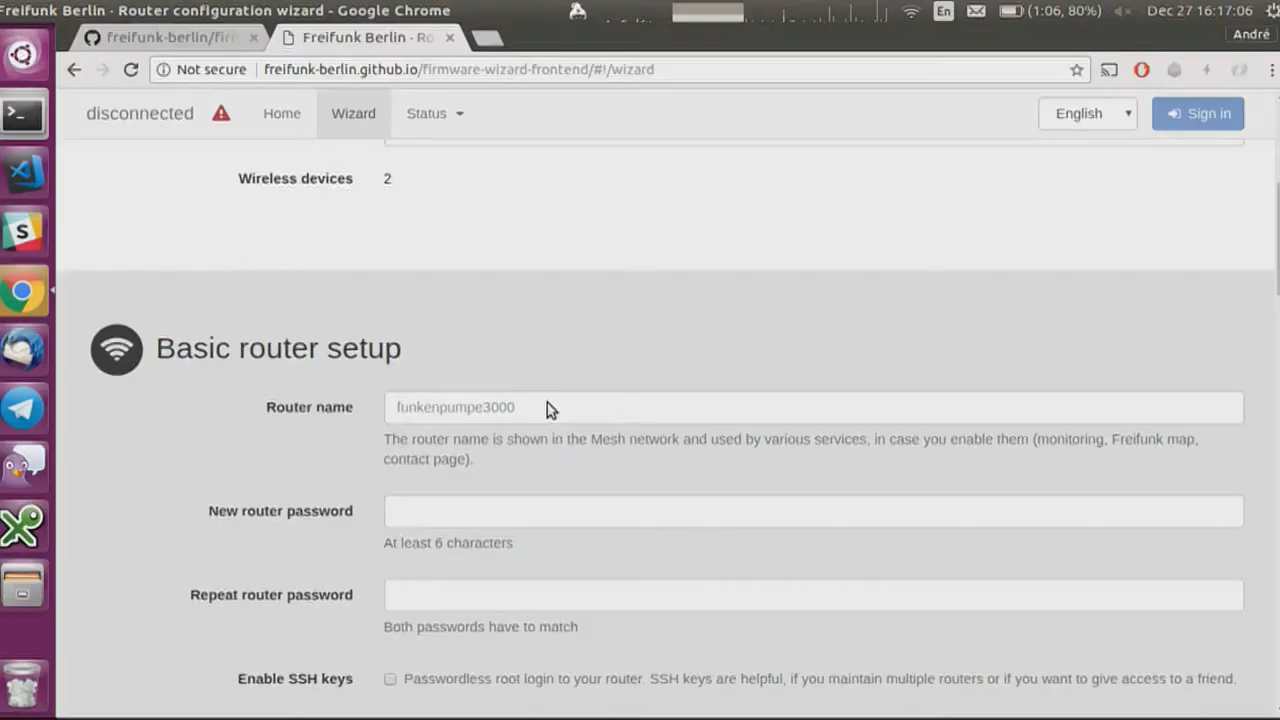 Freifunk Berlin · Router configuration wizard - Google Chrome
En
(1:06, 80%)
Dec 27 16:17:06
freifunk-berlin/firm
Freifunk Berlin · Ro
André
Not secure
freifunk-berlin.github.io/firmware-wizard-frontend/#!/wizard
disconnected
Home
Wizard
Status
English
Sign in
Wireless devices
2
Basic router setup
Router name
funkenpumpe3000
The router name is shown in the Mesh network and used by various services, in case you enable them (monitoring, Freifunk map,
contact page).
New router password
At least 6 characters
Repeat router password
Both passwords have to match
Enable SSH keys
Passwordless root login to your router. SSH keys are helpful, if you maintain multiple routers or if you want to give access to a friend.